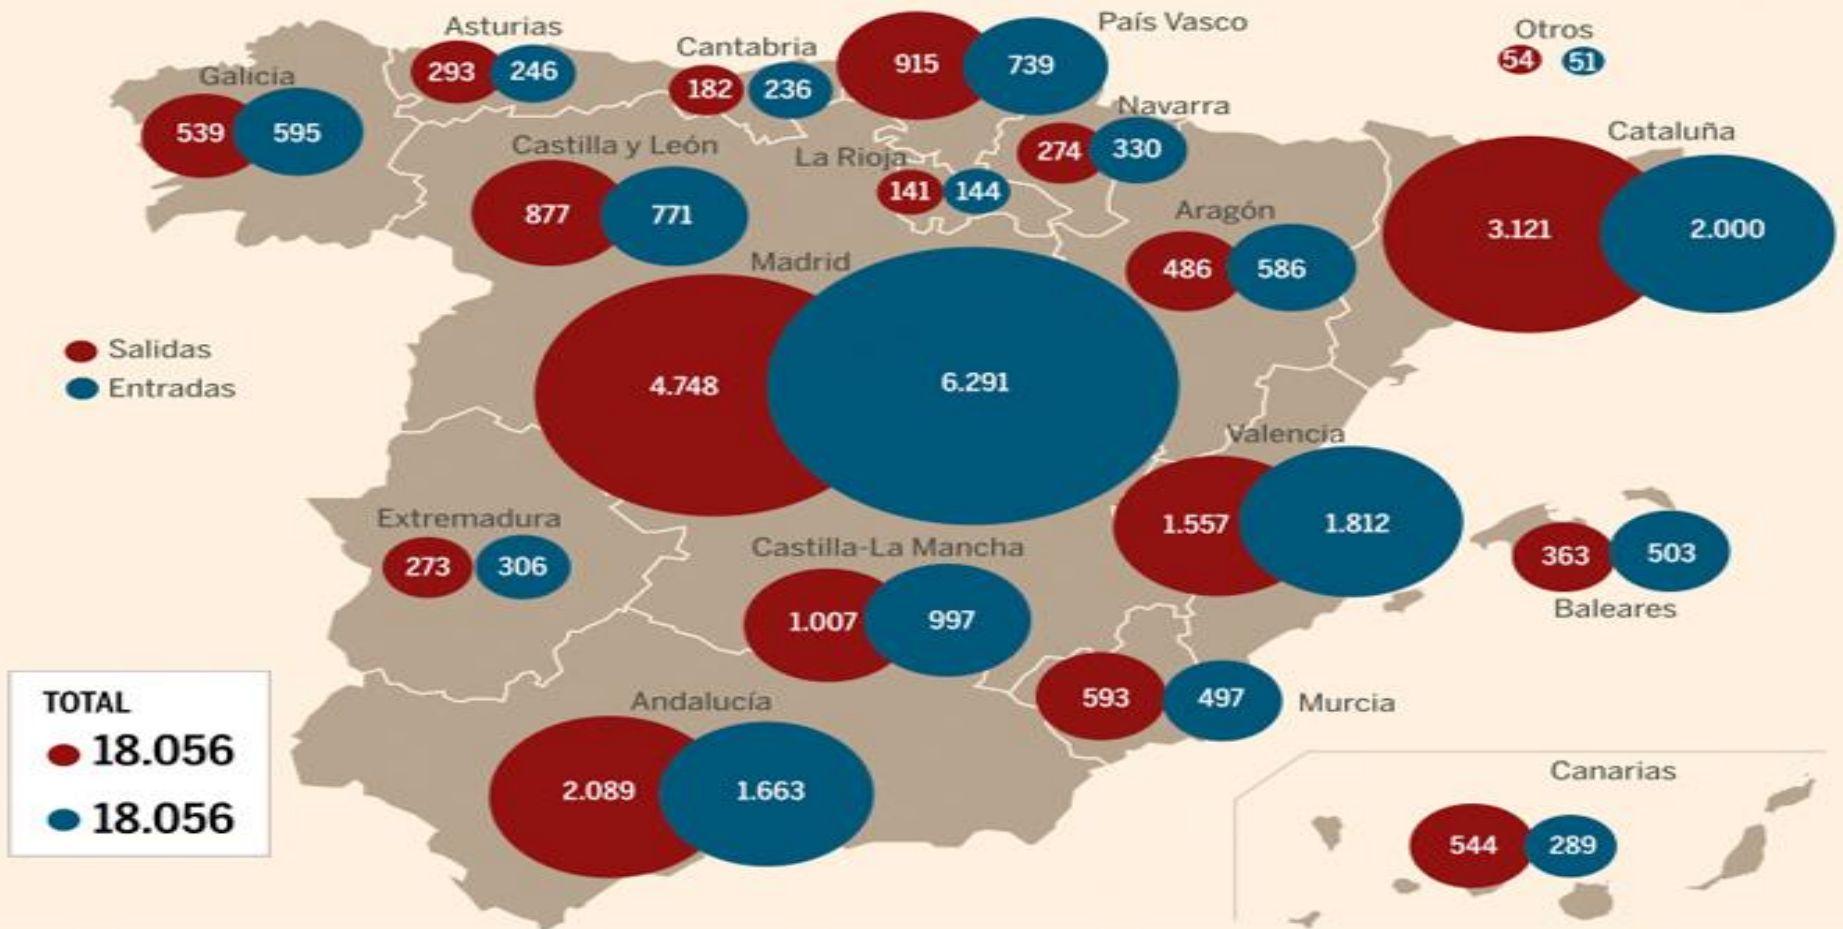 Asturias
293 246
Cantabria
182 236
País Vasco
915 739
Otros
54 51
Galicia
539 595
Castilla y León
877 771
La Rioja
141 144
Navarra
274 330
Aragón
486 586
Cataluña
3.121 2.000
Madrid
4.748 6.291
Salidas
Entradas
Valencia
1.557 1.812
Extremadura
273 306
Castilla-La Mancha
1.007 997
363 503
Baleares
593 497 Murcia
Andalucía
2.089 1.663
TOTAL
18.056
18.056
Canarias
544 289